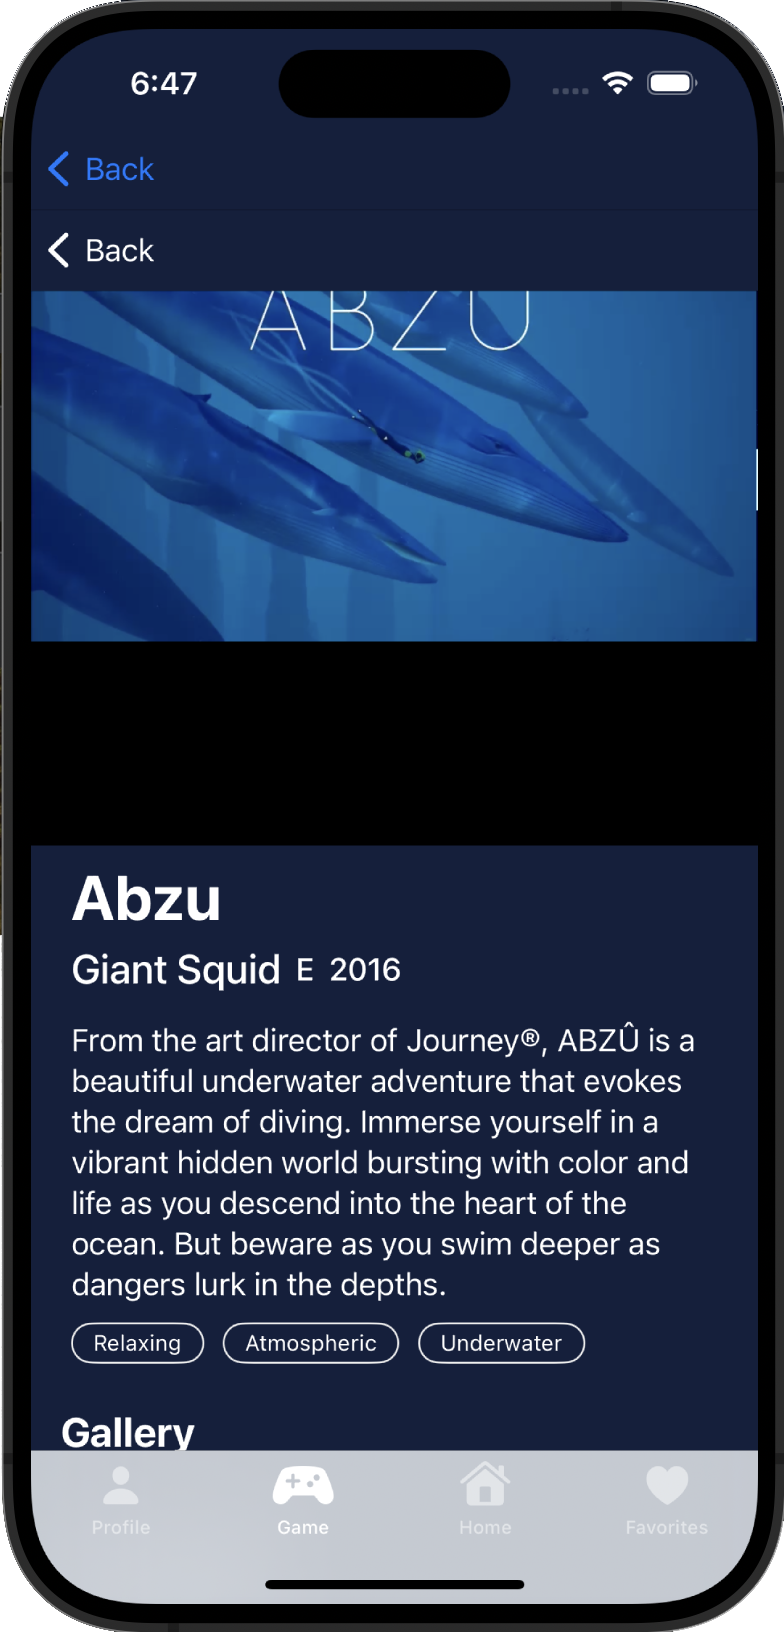 6:47
Back
Back
ABZU
Abzu
Giant Squid E 2016
From the art director of Journey®, ABZÛ is a
beautiful underwater adventure that evokes
the dream of diving. Immerse yourself in a
vibrant hidden world bursting with color and
life as you descend into the heart of the
ocean. But beware as you swim deeper as
dangers lurk in the depths.
Relaxing Atmospheric Underwater
Gallery
Profile Game Home Favorites